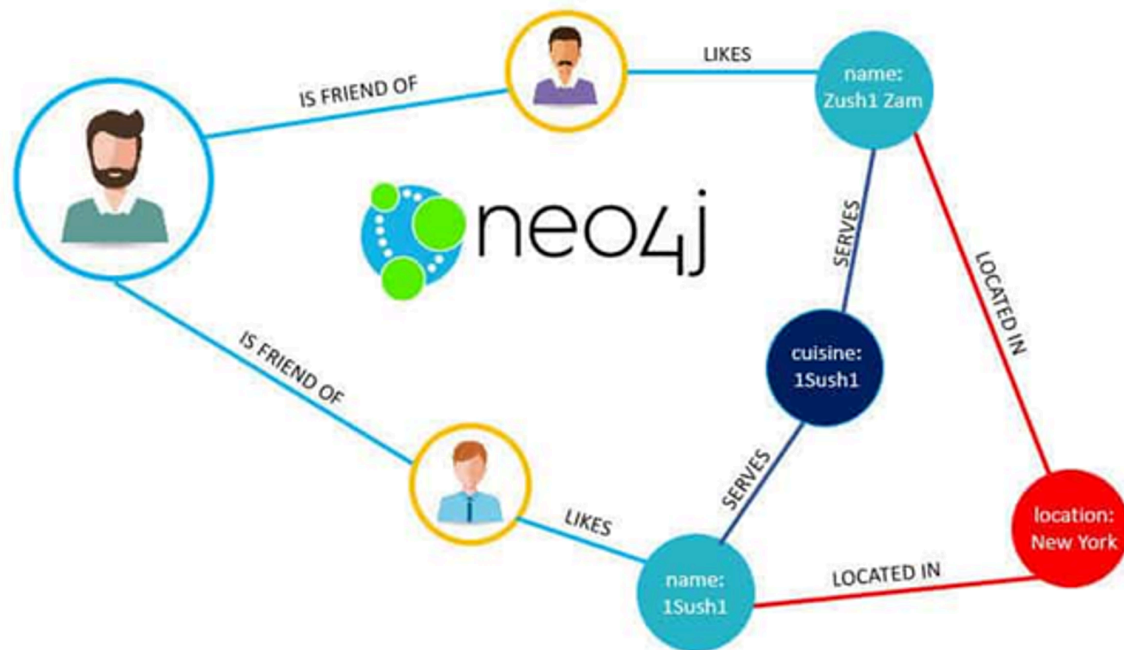 IS FRIEND OF
LIKES
name:
Zush1 Zam
neo4j
SERVES
LOCATED IN
cuisine:
1Sush1
IS FRIEND OF
SERVES
LIKES
location:
New York
name:
1Sush1
LOCATED IN